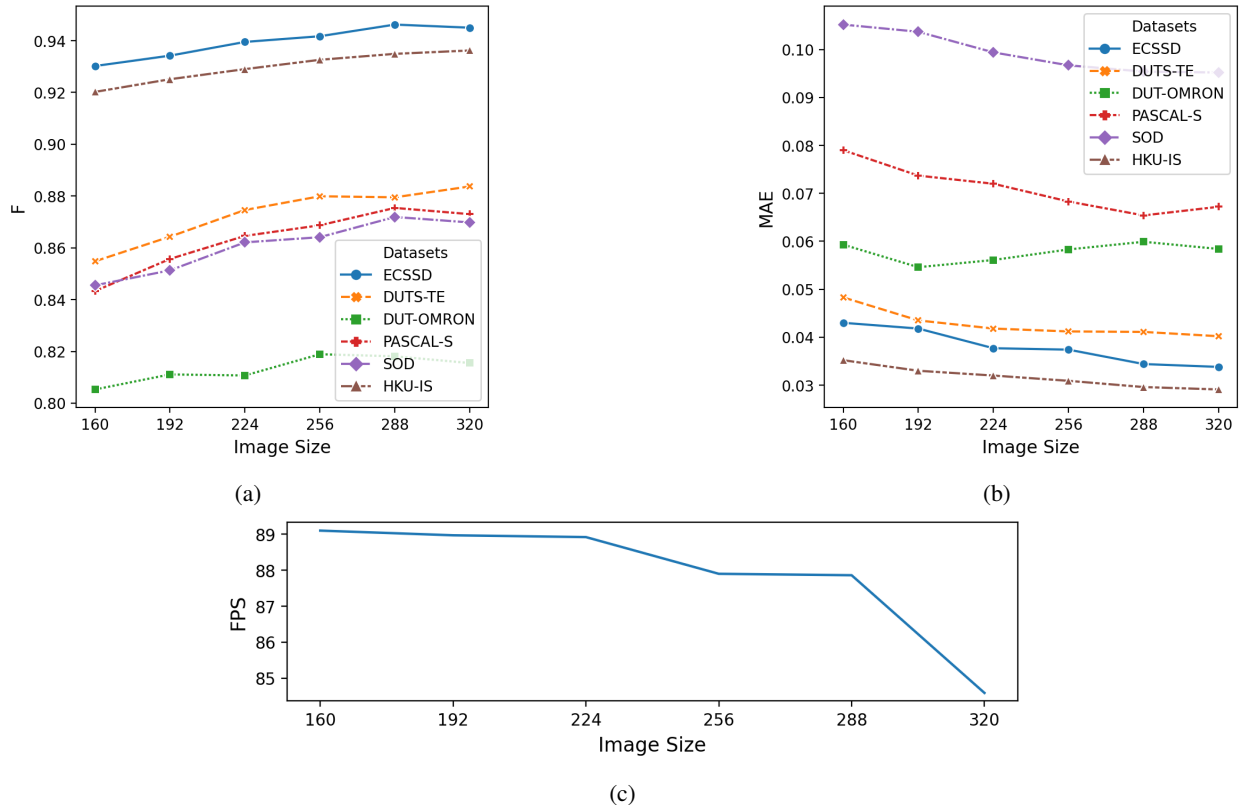 0.94
0.92
0.90
0.88
0.86
0.84
0.82
0.80
F
160 192 224 256 288 320
Image Size
Datasets
ECSSD
DUTS-TE
DUT-OMRON
PASCAL-S
SOD
HKU-IS
(a)
0.10
0.09
0.08
0.07
0.06
0.05
0.04
0.03
MAE
160 192 224 256 288 320
Image Size
Datasets
ECSSD
DUTS-TE
DUT-OMRON
PASCAL-S
SOD
HKU-IS
(b)
89
88
87
86
85
FPS
160 192 224 256 288 320
Image Size
(c)